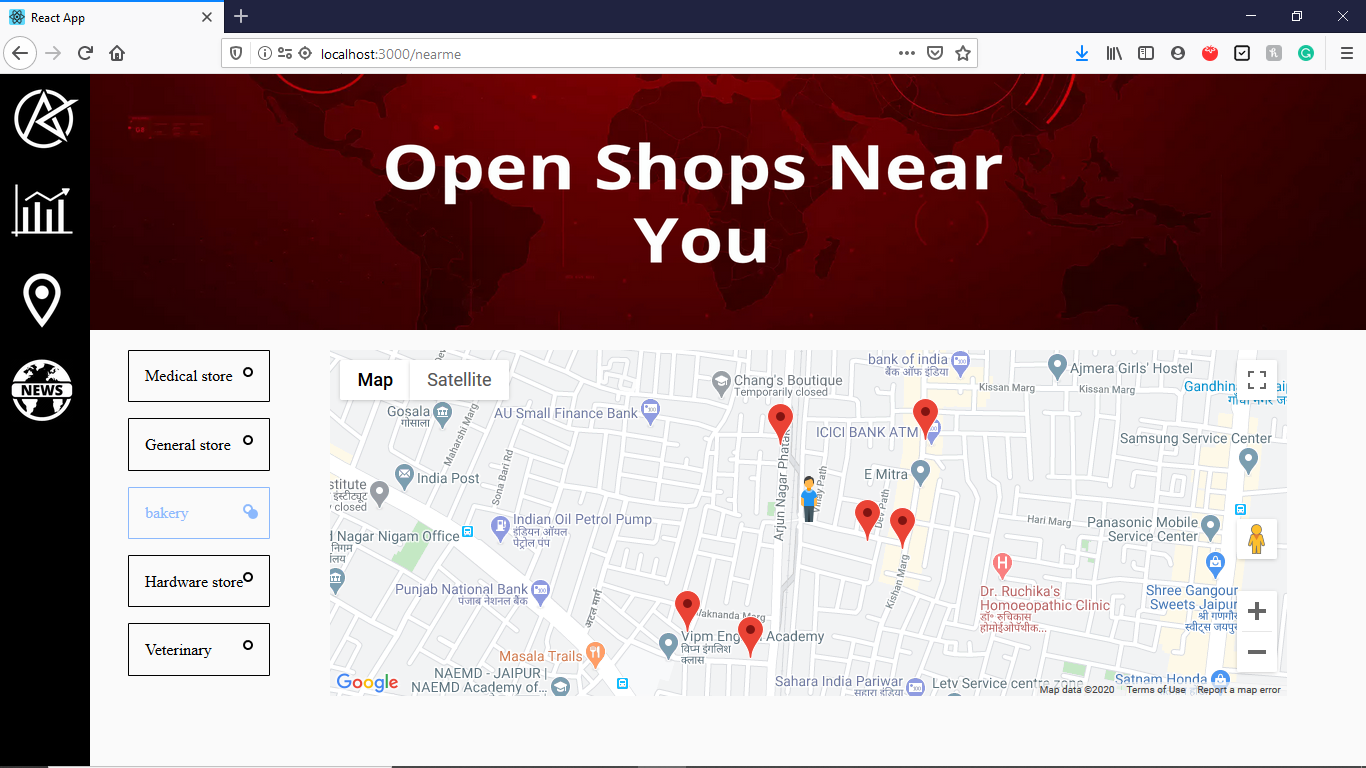 React App
localhost:3000/nearme
Open Shops Near
You
NEWS
Medical store
General store
bakery
Hardware store
Veterinary
Map
Satellite
bank of india
बैंक ऑफ इंडिया
Chang's Boutique
Temporarily closed
Kissan Marg
Kissan Marg
Ajmera Girls' Hostel
Gosala
गोसाला
Maharshi Marg
AU Small Finance Bank
ICICI BANK ATM
Samsung Service Center
India Post
Sona Bari Rd
Arjun Nagar Phatak
Vinay Path
E Mitra
stitute
इंस्टीट्यूट
y closed
Dev Path
Indian Oil Petrol Pump
इंडियन ऑयल
पेट्रोल पंप
Hari Marg
Panasonic Mobile
Service Center
d Nagar Nigam Office
निगम
Kishan Marg
Punjab National Bank
पंजाब नेशनल बैंक
अटल मार्ग
H
Dr. Ruchika's
Homoeopathic Clinic
डॉ॰ रुचिकास
होमोईओपैथीक...
Shree Gangour
Sweets Jaipur
श्री गणगौर
स्वीट्स जयपुर
Vaknanda Marg
Vipm English Academy
विप्म इंगलिश
क्लास
Masala Trails
NAEMD - JAIPUR |
NAEMD Academy of...
Sahara India Pariwar
सहारा इंडिया
Lety Service centre zone
Satnam Honda
Google
Map data ©2020
Terms of Use
Report a map error